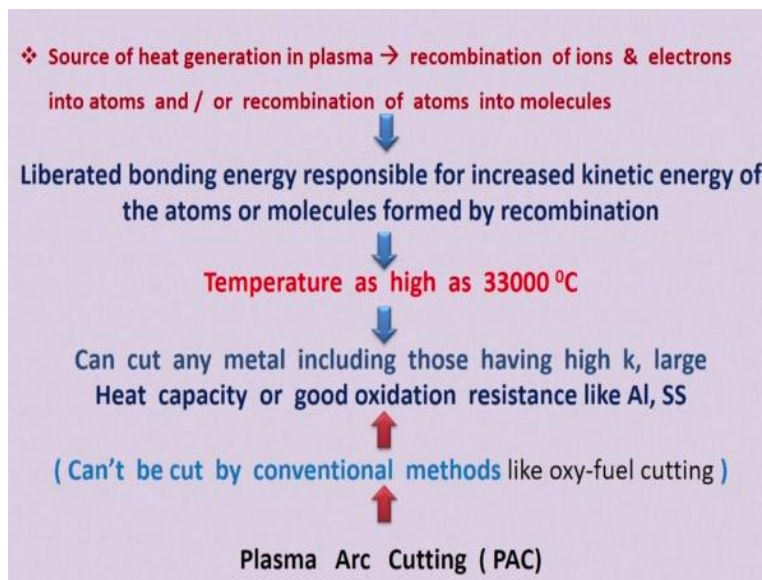 ❖ Source of heat generation in plasma → recombination of ions & electrons
into atoms and / or recombination of atoms into molecules
Liberated bonding energy responsible for increased kinetic energy of
the atoms or molecules formed by recombination
Temperature as high as 33000 ⁰C
Can cut any metal including those having high k, large
Heat capacity or good oxidation resistance like Al, SS
( Can't be cut by conventional methods like oxy-fuel cutting )
Plasma Arc Cutting ( PAC)